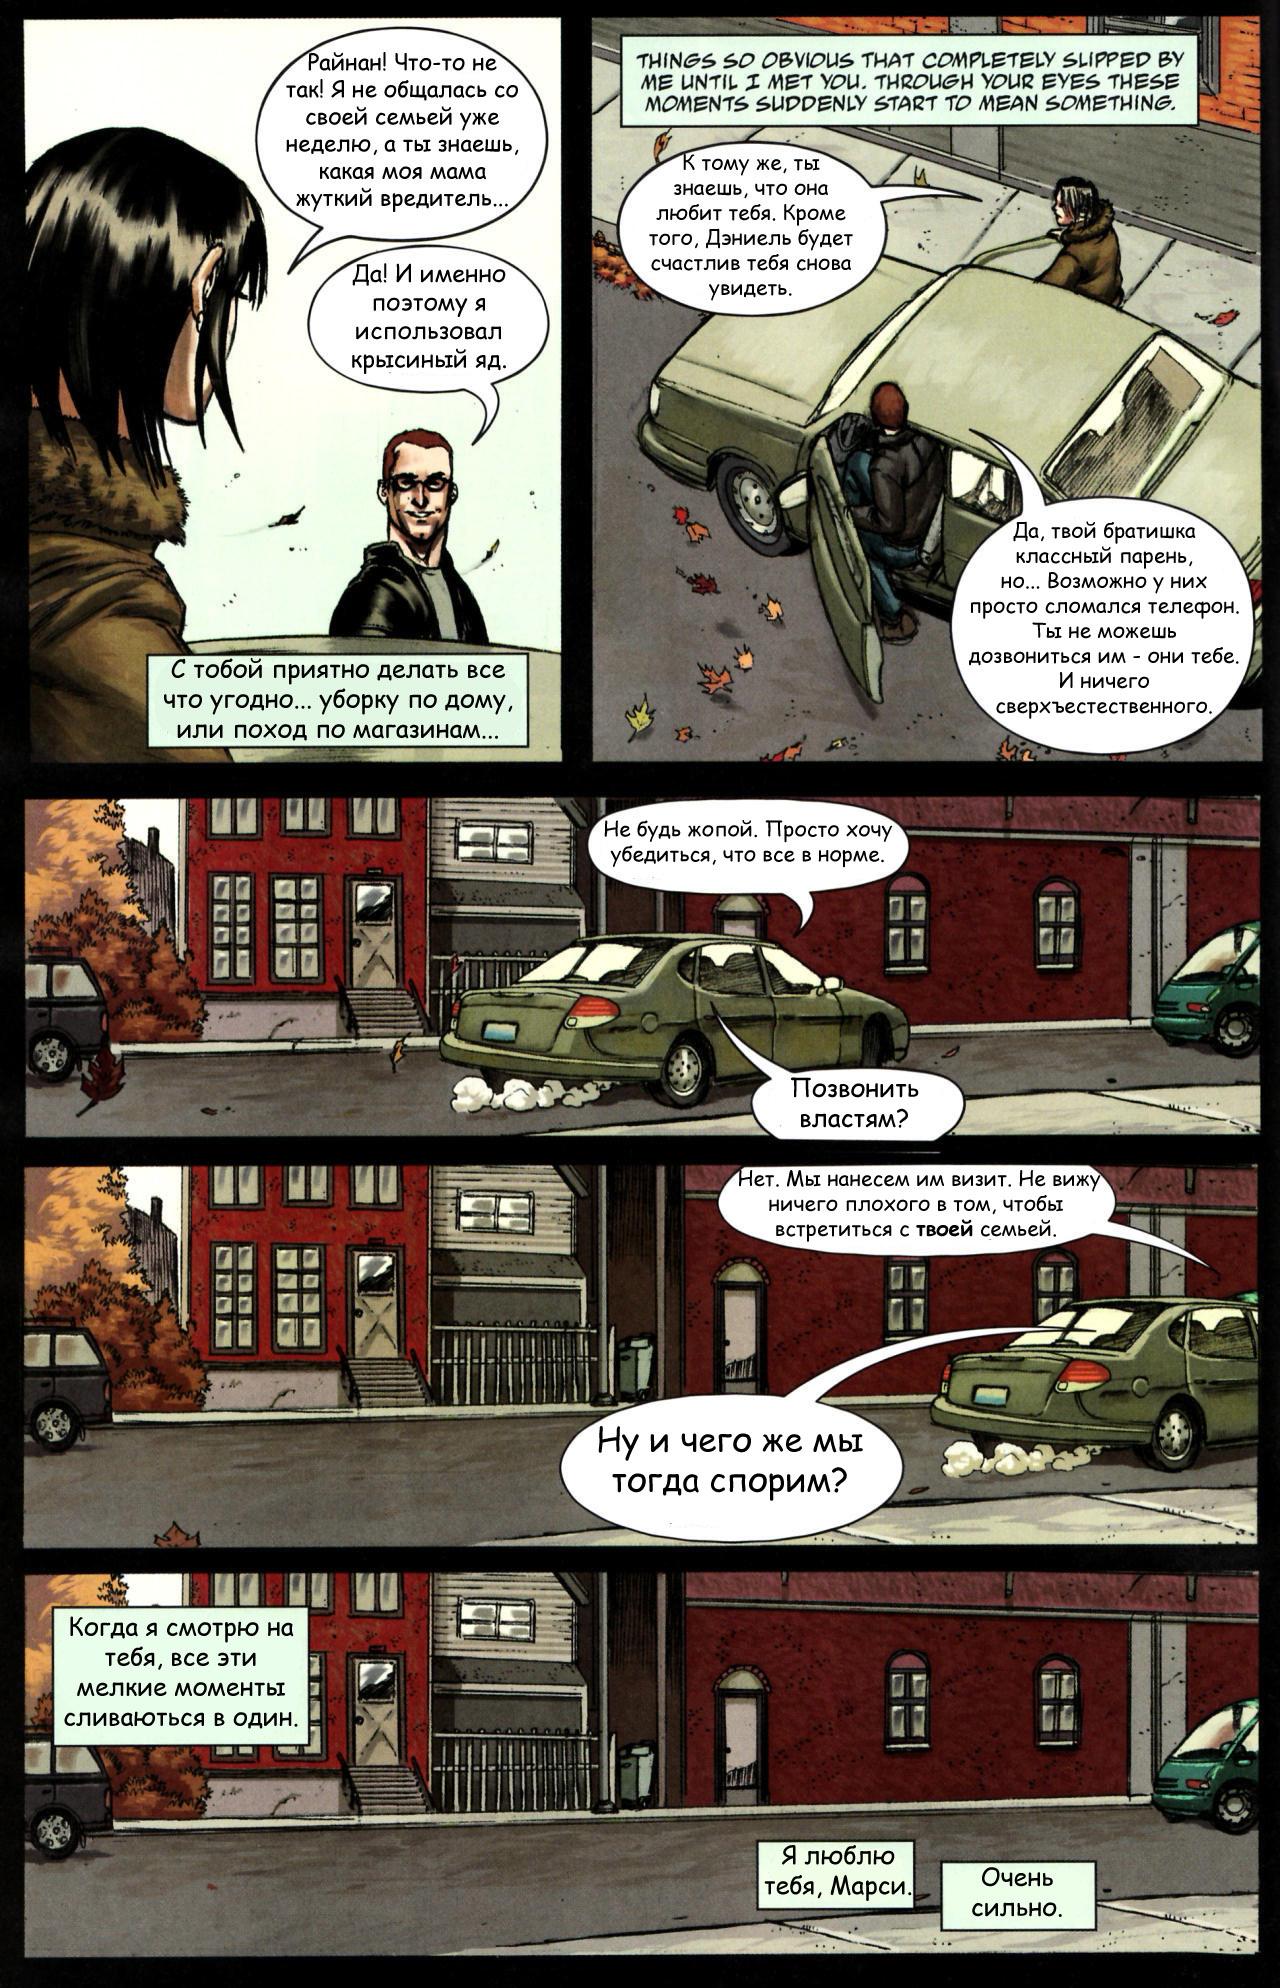 Райнан! Что-то не
так! Я не общалась со
своей семьей уже
неделю, а ты знаешь,
какая моя мама
жуткий вредитель...
Да! И именно
поэтому я
использовал
крысиный яд.
С тобой приятно делать все
что угодно... уборку по дому,
или поход по магазинам...
THINGS SO OBVIOUS THAT COMPLETELY SLIPPED BY
ME UNTIL I MET YOU. THROUGH YOUR EYES THESE
MOMENTS SUDDENLY START TO MEAN SOMETHING.
К тому же, ты
знаешь, что она
любит тебя. Кроме
того, Дэниель будет
счастлив тебя снова
увидеть.
Да, твой братишка
классный парень,
но... Возможно у них
просто сломался телефон.
Ты не можешь
дозвониться им - они тебе.
И ничего
сверхъестественного.
Не будь жопой. Просто хочу
убедиться, что все в норме.
Позвонить
властям?
Нет. Мы нанесем им визит. Не вижу
ничего плохого в том, чтобы
встретиться с твоей семьей.
Ну и чего же мы
тогда спорим?
Когда я смотрю на
тебя, все эти
мелкие моменты
сливаються в один.
Я люблю
тебя, Марси.
Очень
сильно.